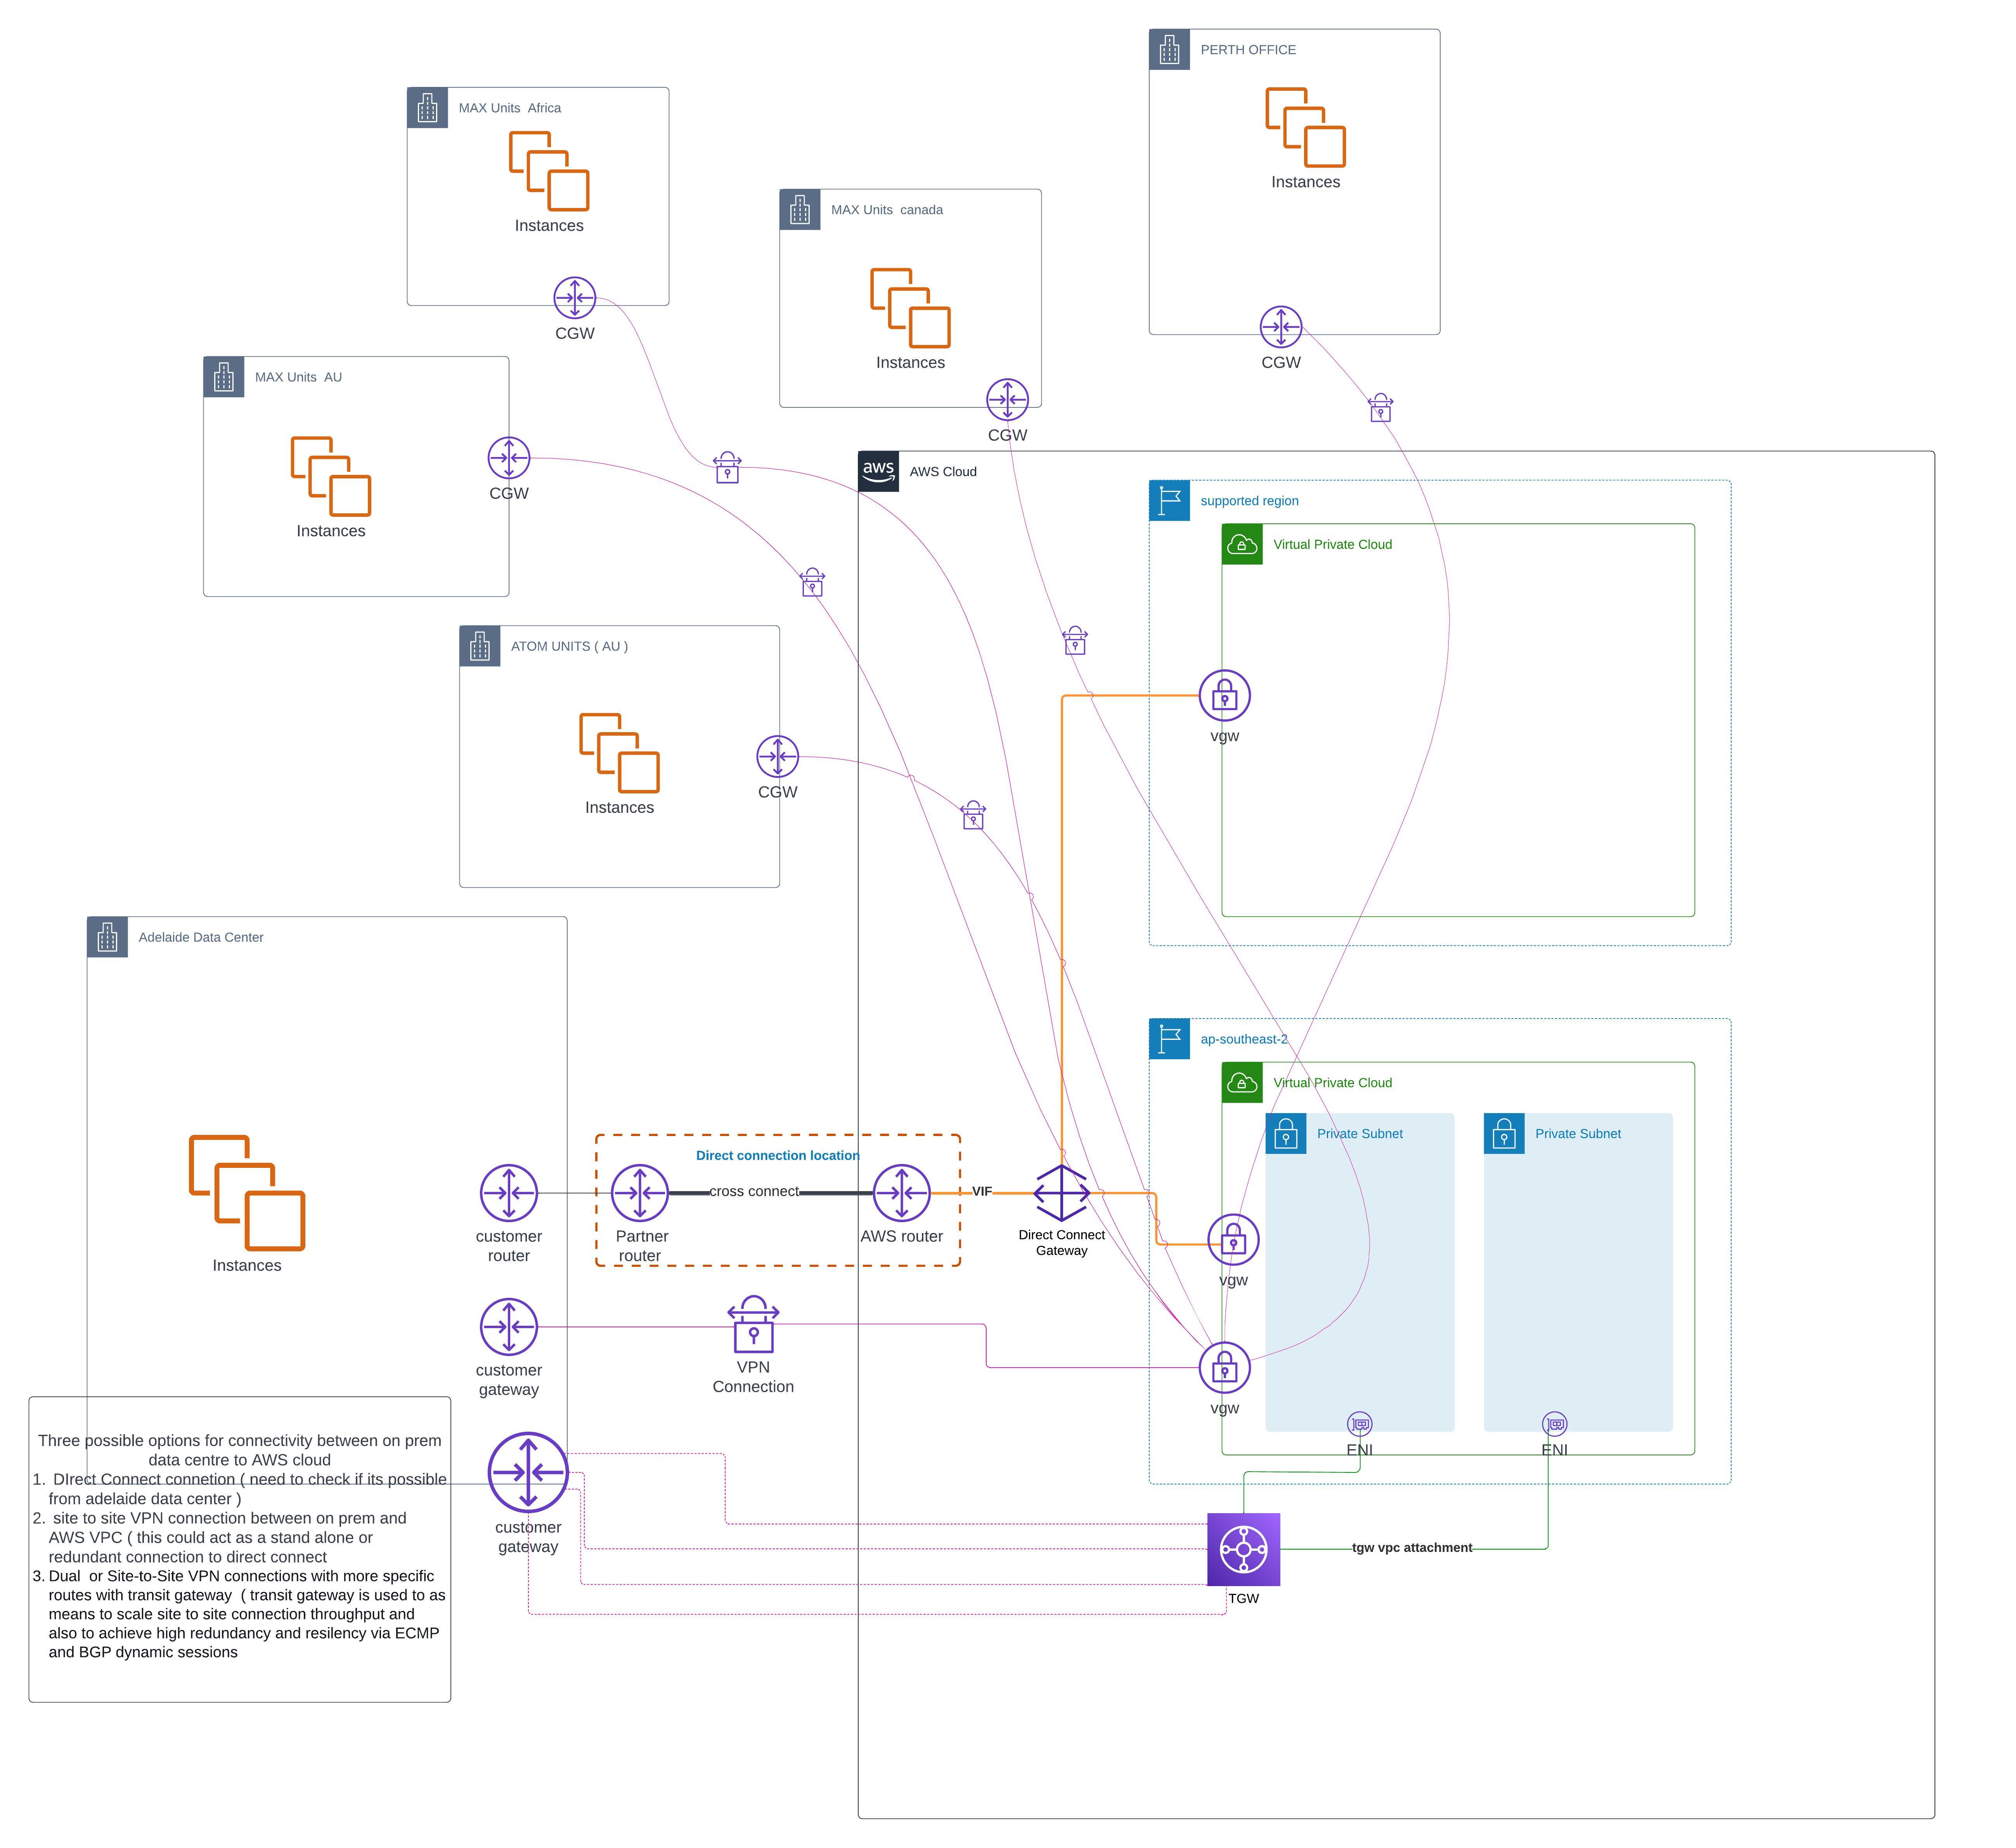 PERTH OFFICE
Instances
CGW
MAX Units  Africa
Instances
CGW
MAX Units  canada
Instances
CGW
MAX Units  AU
Instances
CGW
aws
AWS Cloud
supported region
Virtual Private Cloud
vgw
ATOM UNITS ( AU )
Instances
CGW
Adelaide Data Center
Instances
customer
router
Direct connection location
Partner
router
cross connect
AWS router
VIF
Direct Connect
Gateway
ap-southeast-2
Virtual Private Cloud
Private Subnet
Private Subnet
vgw
customer
gateway
VPN
Connection
vgw
ENI
ENI
customer
gateway
tgw vpc attachment
TGW
Three possible options for connectivity between on prem
data centre to AWS cloud
1.  DIrect Connect connetion ( need to check if its possible
from adelaide data center )
2.  site to site VPN connection between on prem and
AWS VPC ( this could act as a stand alone or
redundant connection to direct connect
3. Dual  or Site-to-Site VPN connections with more specific
routes with transit gateway  ( transit gateway is used to as
means to scale site to site connection throughput and
also to achieve high redundancy and resilency via ECMP
and BGP dynamic sessions